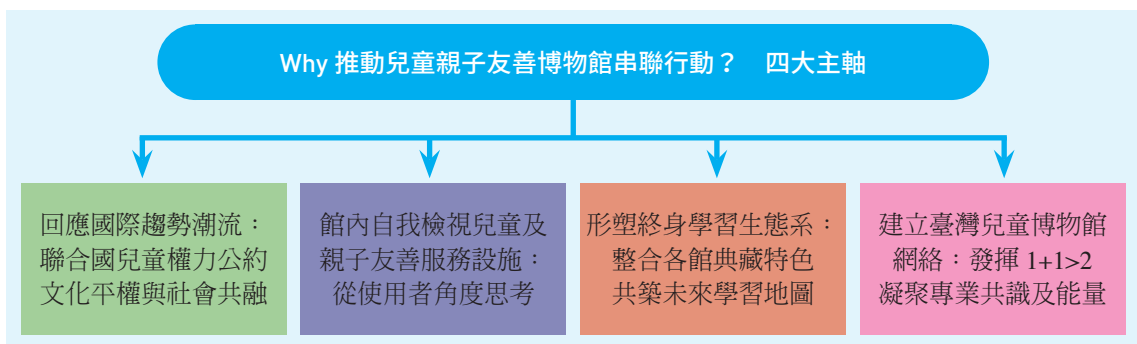 Why 推動兒童親子友善博物館串聯行動？　四大主軸
回應國際趨勢潮流：
聯合國兒童權力公約
文化平權與社會共融
館內自我檢視兒童及
親子友善服務設施：
從使用者角度思考
形塑終身學習生態系：
整合各館典藏特色
共築未來學習地圖
建立臺灣兒童博物館
網絡：發揮 1+1>2
凝聚專業共識及能量